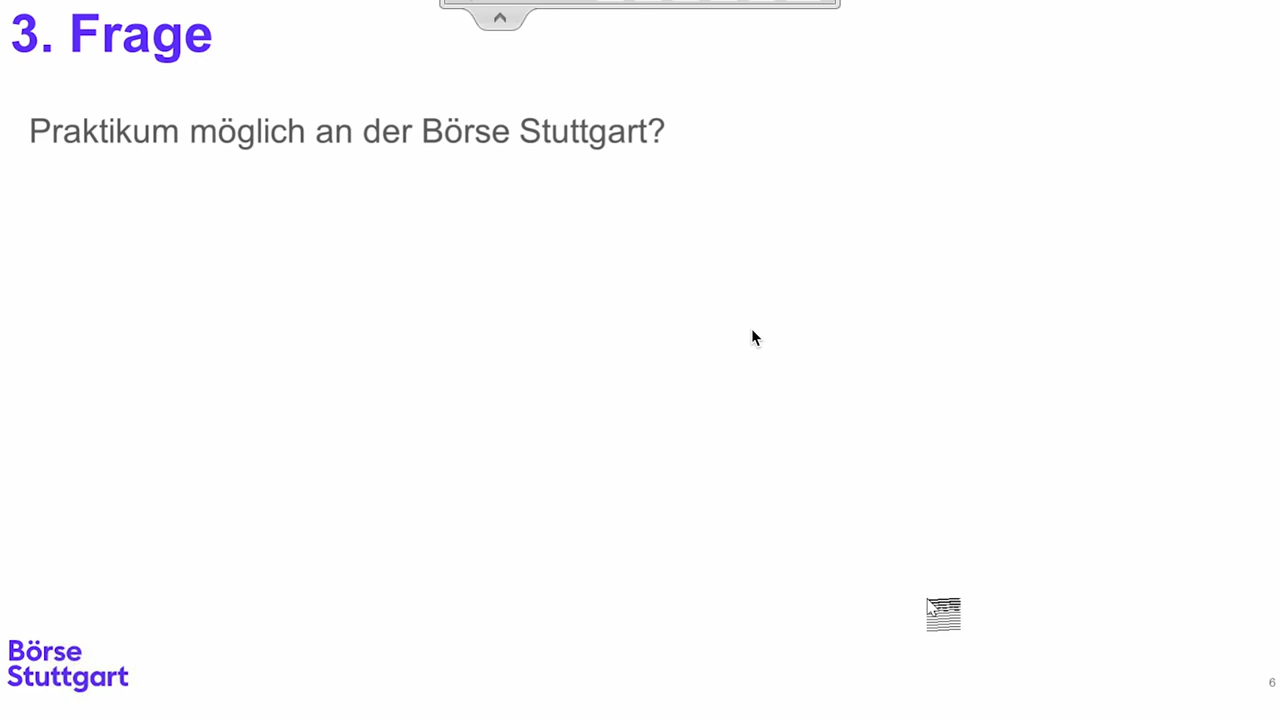 3. Frage
Praktikum möglich an der Börse Stuttgart?
Börse
Stuttgart
6